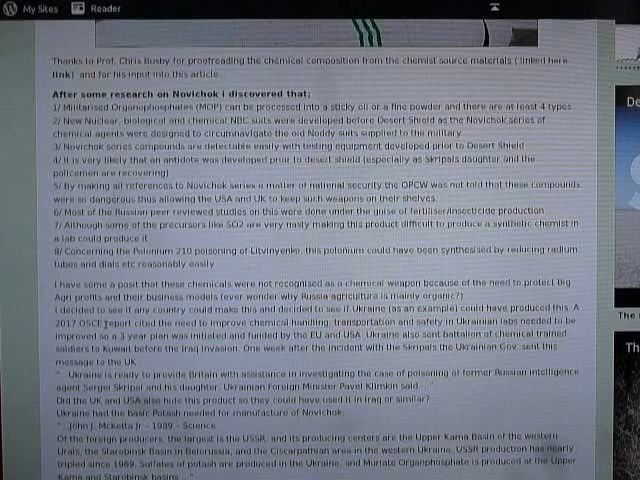 My Sites
Reader
Thanks to Prof. Chris Busby for proofreading the chemical composition from the chemist source materials ( linked here
link) and for his input into this article.
After some research on Novichok i discovered that;
1/ Militarised Organophosphates (MOP) can be processed into a sticky oil or a fine powder and there are at least 4 types
2/ New Nuclear, biological and chemical NBC suits were developed before Desert Shield as the Novichok series of
chemical agents were designed to circumnavigate the old Noddy suits supplied to the military
3/ Novichok series compounds are detectable easily with testing equipment developed prior to Desert Shield
4/ It is very likely that an antidote was developed prior to desert shield (especially as Skripals daughter and the
policemen are recovering)
5/ By making all references to Novichok series a matter of national security the OPCW was not told that these compounds
were so dangerous thus allowing the USA and UK to keep such weapons on their shelves.
6/ Most of the Russian peer reviewed studies on this were done under the guise of fertiliser/insecticide production
7/ Although some of the precursors like SO2 are very nasty making this product difficult to produce a synthetic chemist in
a lab could produce it
8/ Concerning the Polonium 210 poisoning of Litvinyenko, this polonium could have been synthesised by reducing radium
tubes and dials etc reasonably easily
I have some a posit that these chemicals were not recognised as a chemical weapon because of the need to protect Big
Agri profits and their business models (ever wonder why Russia agriculture is mainly organic?)
I decided to see if any country could make this and decided to see if Ukraine (as an example) could have produced this. A
2017 OSCE report cited the need to improve chemical handling, transportation and safety in Ukrainian labs needed to be
improved so a 3 year plan was initiated and funded by the EU and USA. Ukraine also sent battalion of chemical trained
soldiers to Kuwait before the Iraq Invasion. One week after the incident with the Skripals the Ukrainian Gov. sent this
message to the UK ;
" .. Ukraine is ready to provide Britain with assistance in investigating the case of poisoning of former Russian intelligence
agent Sergei Skripal and his daughter, Ukrainian Foreign Minister Pavel Klimkin said. .."
Did the UK and USA also hide this product so they could have used it in Iraq or similar?
Ukraine had the basic Potash needed for manufacture of Novichok;
" . John J. Mcketta Jr - 1989 - Science
Of the foreign producers, the largest is the USSR, and its producing centers are the Upper Kama Basin of the western
Urals, the Starobinsk Basin in Belorussia, and the Ciscarpathian area in the western Ukraine. USSR production has nearly
tripled since 1969. Sulfates of potash are produced in the Ukraine, and Muriate Organphosphate is produced at the Upper
Kama and Starobinsk basins ... "
De
The
Th